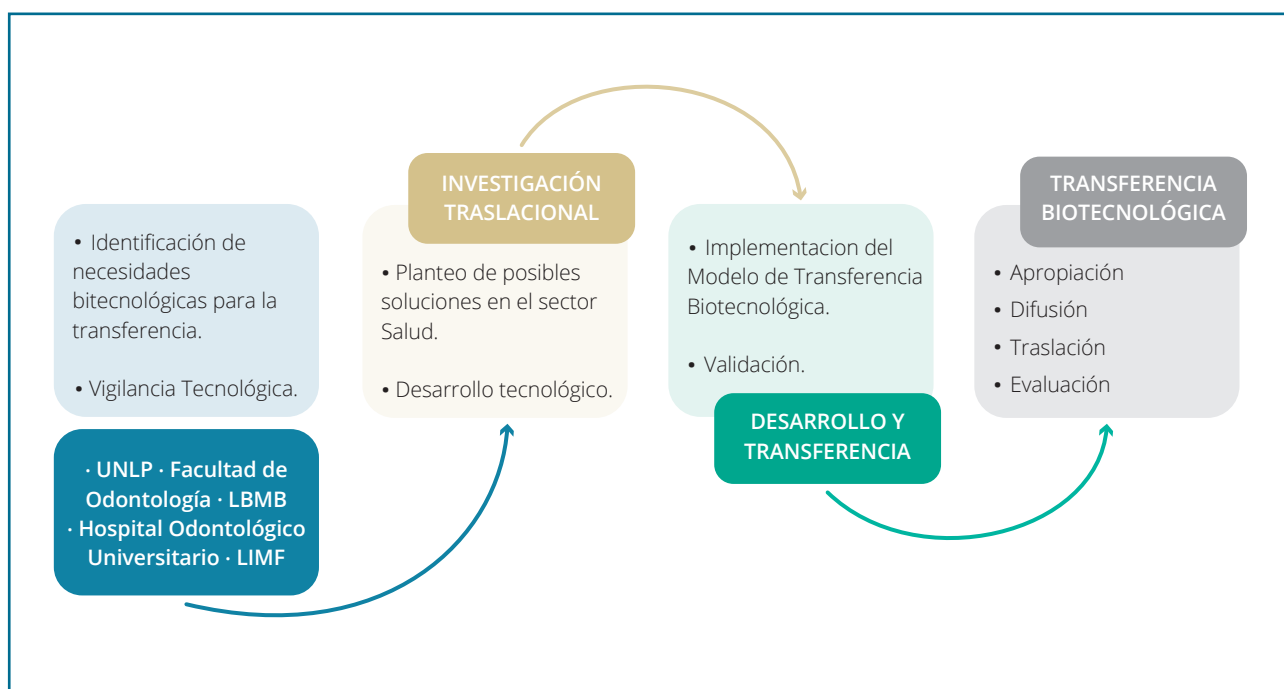 • Identificación de
necesidades
bitecnológicas para la
transferencia.
• Vigilancia Tecnológica.
· UNLP · Facultad de
Odontología · LBMB
· Hospital Odontológico
Universitario · LIMF
INVESTIGACIÓN
TRASLACIONAL
• Planteo de posibles
soluciones en el sector
Salud.
• Desarrollo tecnológico.
• Implementacion del
Modelo de Transferencia
Biotecnológica.
• Validación.
DESARROLLO Y
TRANSFERENCIA
TRANSFERENCIA
BIOTECNOLÓGICA
• Apropiación
• Difusión
• Traslación
• Evaluación